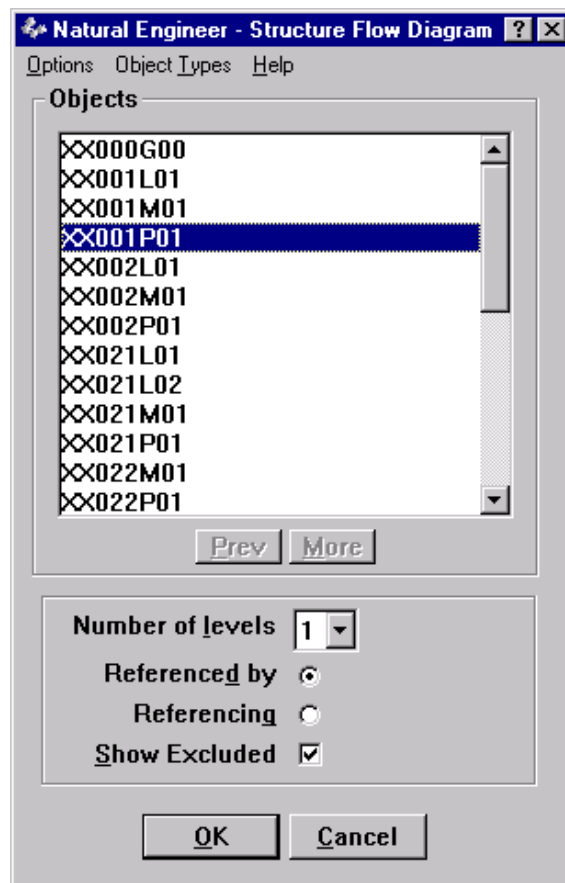 Natural Engineer - Structure Flow Diagram ? ×
Options Object Types Help
Objects
XX000G00
XX001L01
XX001M01
XX001P01
XX002L01
XX002M01
XX002P01
XX021L01
XX021L02
XX021M01
XX021P01
XX022M01
XX022P01
Prev More
Number of levels 1
Referenced by
Referencing
Show Excluded
OK Cancel